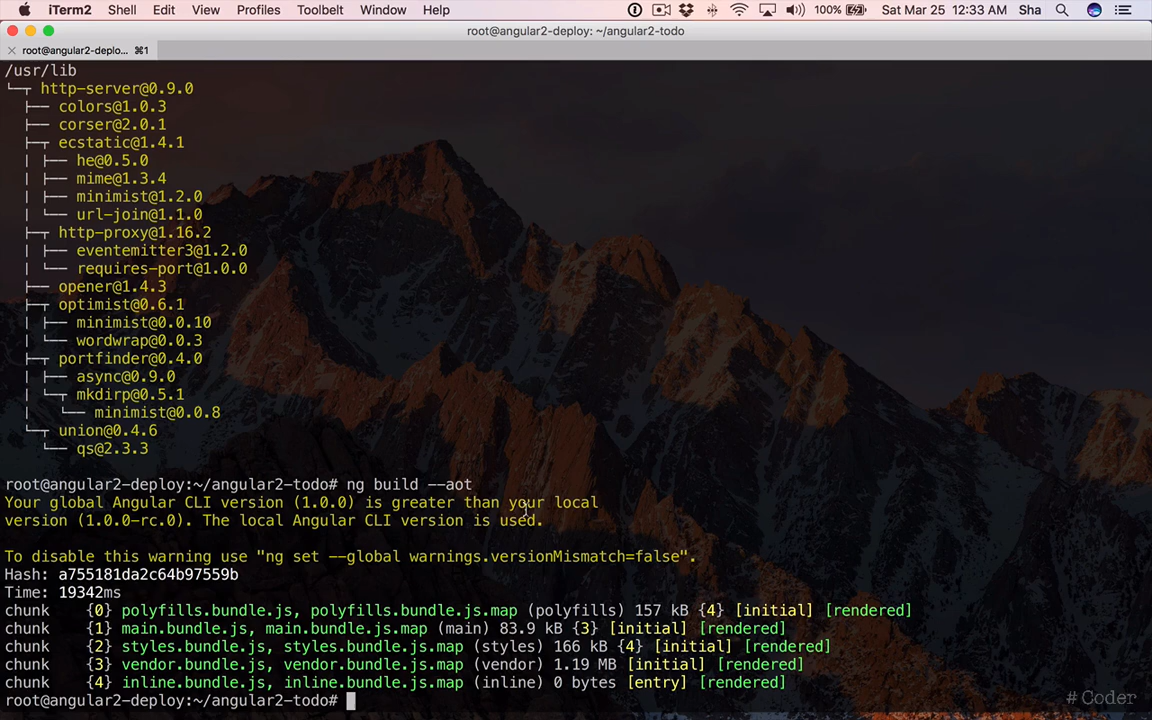 iTerm2 Shell Edit View Profiles Toolbelt Window Help 100% Sat Mar 25 12:33 AM Sha
root@angular2-deploy: ~/angular2-todo
root@angular2-deplo... ⌘1
/usr/lib
└─┬ http-server@0.9.0
  ├── colors@1.0.3
  ├── corser@2.0.1
  ├─┬ ecstatic@1.4.1
  │ ├── he@0.5.0
  │ ├── mime@1.3.4
  │ ├── minimist@1.2.0
  │ └── url-join@1.1.0
  ├─┬ http-proxy@1.16.2
  │ ├── eventemitter3@1.2.0
  │ └── requires-port@1.0.0
  ├── opener@1.4.3
  ├─┬ optimist@0.6.1
  │ ├── minimist@0.0.10
  │ └── wordwrap@0.0.3
  ├─┬ portfinder@0.4.0
  │ ├── async@0.9.0
  │ └─┬ mkdirp@0.5.1
  │   └── minimist@0.0.8
  └─┬ union@0.4.6
    └── qs@2.3.3
root@angular2-deploy:~/angular2-todo# ng build --aot
Your global Angular CLI version (1.0.0) is greater than your local
version (1.0.0-rc.0). The local Angular CLI version is used.
To disable this warning use "ng set --global warnings.versionMismatch=false".
Hash: a755181da2c64b97559b
Time: 19342ms
chunk    {0} polyfills.bundle.js, polyfills.bundle.js.map (polyfills) 157 kB {4} [initial] [rendered]
chunk    {1} main.bundle.js, main.bundle.js.map (main) 83.9 kB {3} [initial] [rendered]
chunk    {2} styles.bundle.js, styles.bundle.js.map (styles) 166 kB {4} [initial] [rendered]
chunk    {3} vendor.bundle.js, vendor.bundle.js.map (vendor) 1.19 MB [initial] [rendered]
chunk    {4} inline.bundle.js, inline.bundle.js.map (inline) 0 bytes [entry] [rendered]
root@angular2-deploy:~/angular2-todo#
# Coder